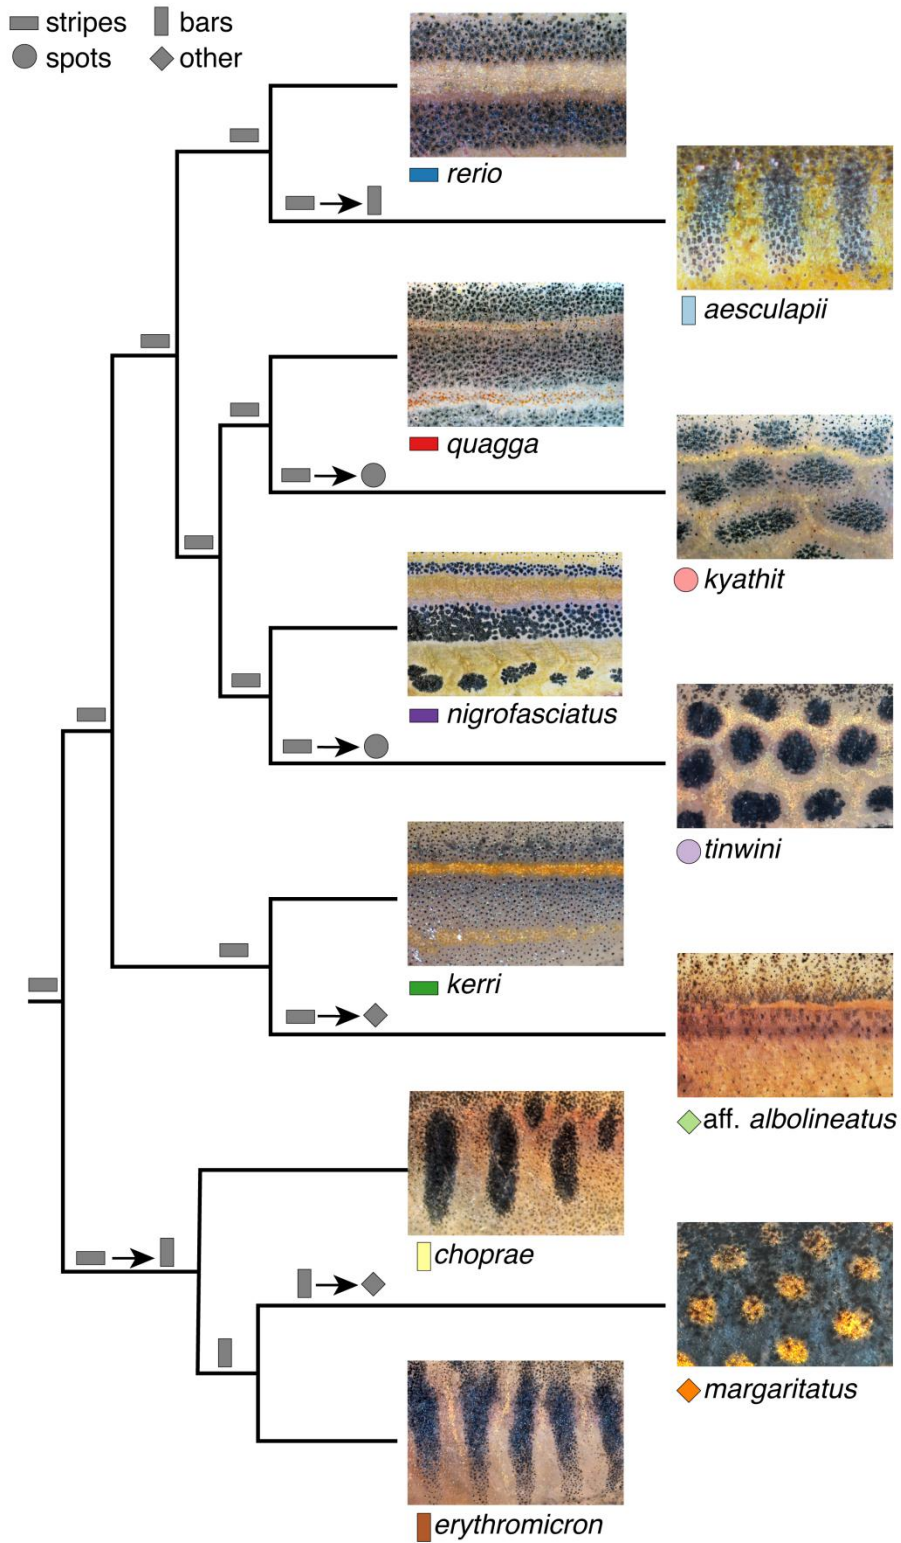 stripes bars
spots other
rerio
aesculapii
quagga
kyathit
nigrofasciatus
tinwini
kerri
aff. albolineatus
choprae
margaritatus
erythromicron